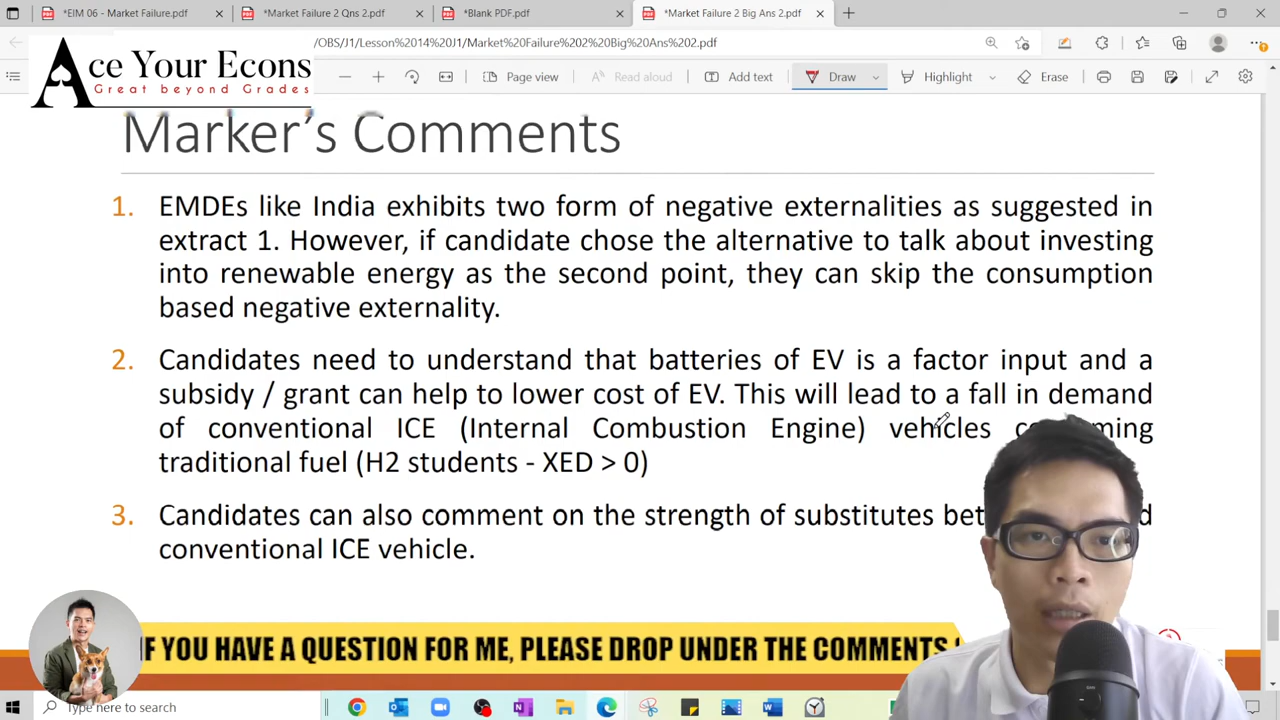 *EIM 06 - Market Failure.pdf
*Market Failure 2 Qns 2.pdf
*Blank PDF.pdf
*Market Failure 2 Big Ans 2.pdf
/OBS/J1/Lesson%2014%20J1/Market%20Failure%202%20Big%20Ans%202.pdf
Ace Your Econs
Great beyond Grades
Page view
Read aloud
Add text
Draw
Highlight
Erase
Marker's Comments
1. EMDEs like India exhibits two form of negative externalities as suggested in
extract 1. However, if candidate chose the alternative to talk about investing
into renewable energy as the second point, they can skip the consumption
based negative externality.
2. Candidates need to understand that batteries of EV is a factor input and a
subsidy / grant can help to lower cost of EV. This will lead to a fall in demand
of conventional ICE (Internal Combustion Engine) vehicles
traditional fuel (H2 students - XED > 0)
3. Candidates can also comment on the strength of substitutes
conventional ICE vehicle.
IF YOU HAVE A QUESTION FOR ME, PLEASE DROP UNDER THE COMMENTS !
Type here to search